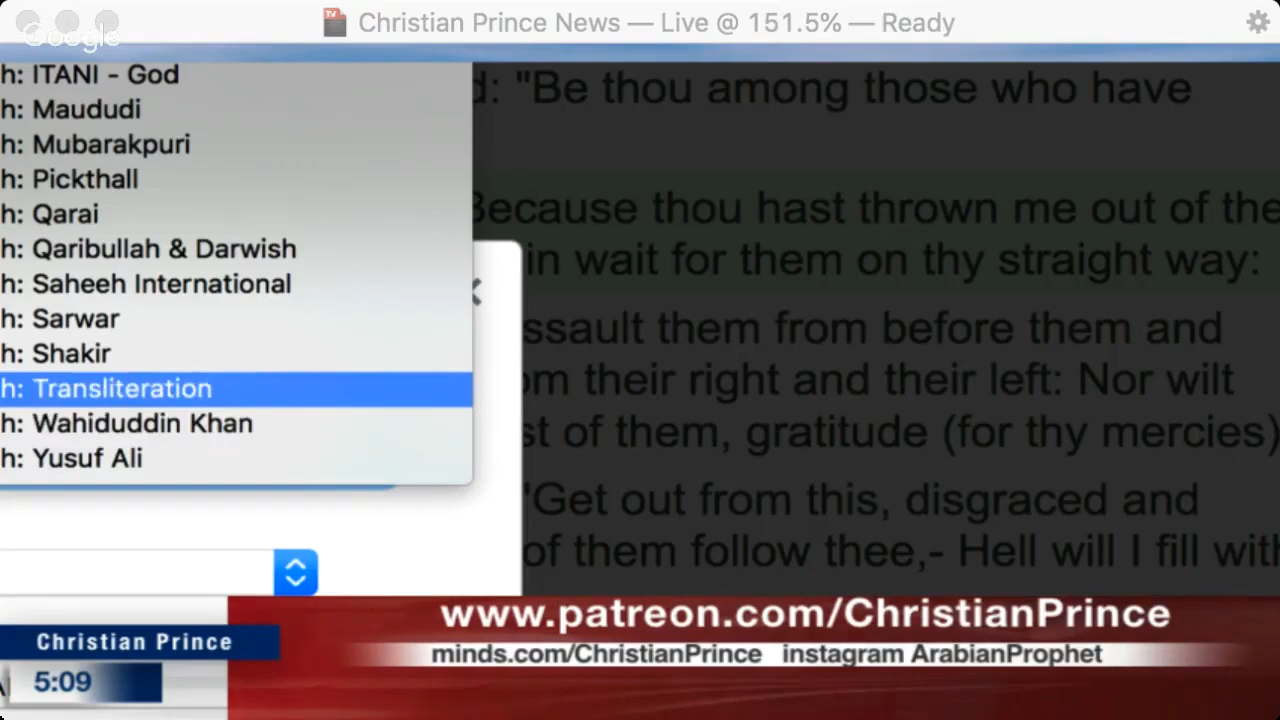 Christian Prince News — Live @ 151.5% — Ready
Google
h: ITANI - God
h: Maududi
h: Mubarakpuri
h: Pickthall
h: Qarai
h: Qaribullah & Darwish
h: Saheeh International
h: Sarwar
h: Shakir
h: Transliteration
h: Wahiduddin Khan
h: Yusuf Ali
d: "Be thou among those who have
Because thou hast thrown me out of the
in wait for them on thy straight way:
ssault them from before them and
om their right and their left: Nor wilt
st of them, gratitude (for thy mercies)
"Get out from this, disgraced and
of them follow thee,- Hell will I fill with
www.patreon.com/ChristianPrince
Christian Prince
minds.com/ChristianPrince instagram ArabianProphet
5:09